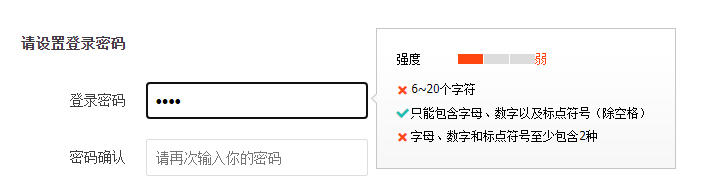 请设置登录密码
强度 弱
6~20个字符
登录密码 ••••
只能包含字母、数字以及标点符号（除空格）
字母、数字和标点符号至少包含2种
密码确认 请再次输入你的密码